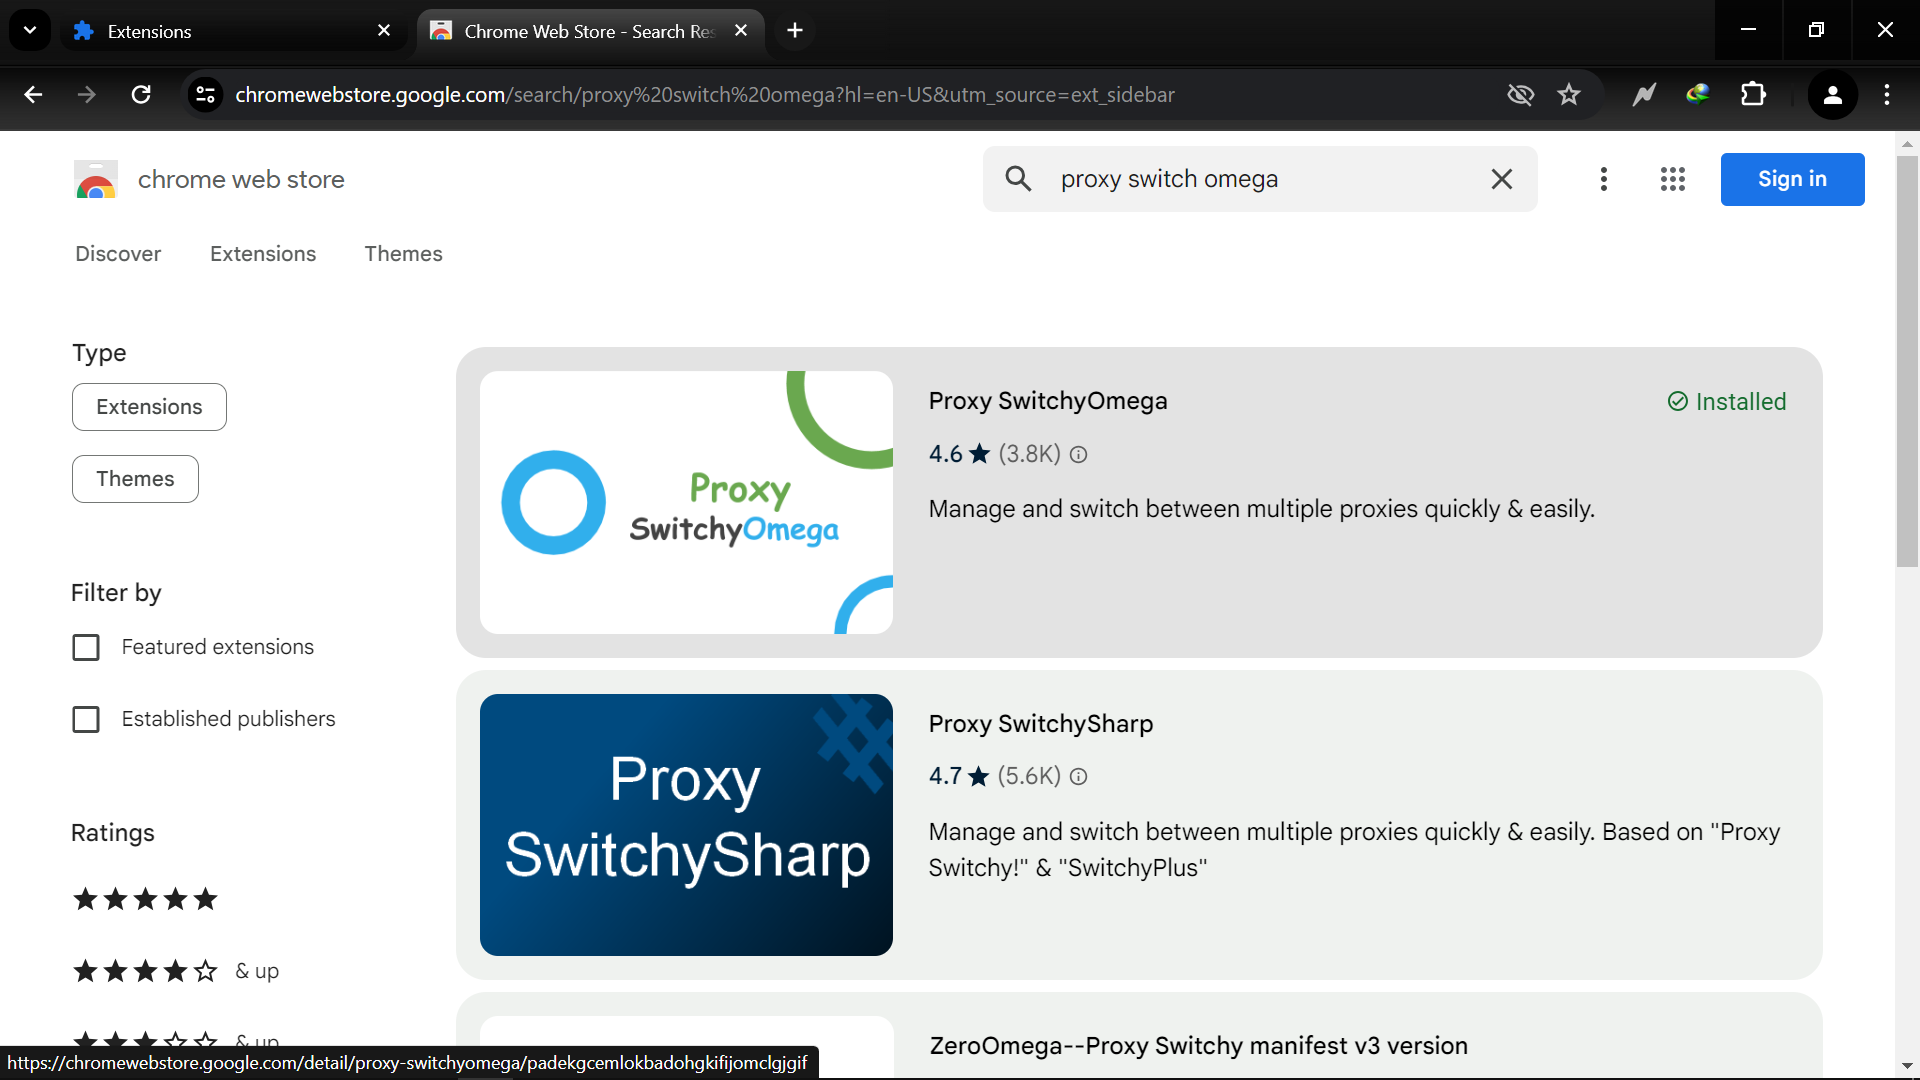 Extensions
Chrome Web Store - Search Res
chromewebstore.google.com/search/proxy%20switch%20omega?hl=en-US&utm_source=ext_sidebar
chrome web store
proxy switch omega
Sign in
Discover
Extensions
Themes
Type
Extensions
Themes
Filter by
Featured extensions
Established publishers
Ratings
& up
& up
Proxy
SwitchyOmega
Proxy SwitchyOmega
Installed
4.6 (3.8K)
Manage and switch between multiple proxies quickly & easily.
Proxy
SwitchySharp
Proxy SwitchySharp
4.7 (5.6K)
Manage and switch between multiple proxies quickly & easily. Based on "Proxy
Switchy!" & "SwitchyPlus"
ZeroOmega--Proxy Switchy manifest v3 version
https://chromewebstore.google.com/detail/proxy-switchyomega/padekgcemlokbadohgkifijomclgjgif